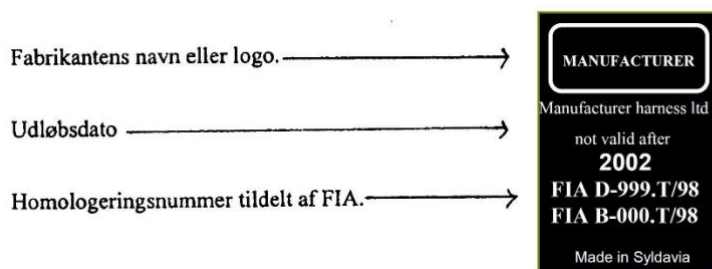 Fabrikantens navn eller logo.
MANUFACTURER
Manufacturer harness ltd
Udløbsdato
not valid after
2002
Homologeringsnummer tildelt af FIA.
FIA D-999.T/98
FIA B-000.T/98
Made in Syldavia